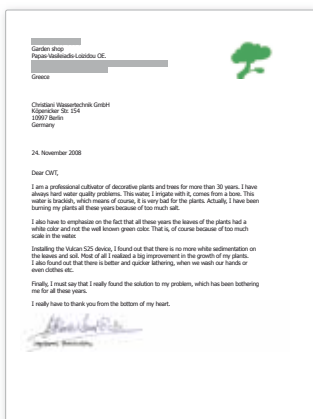 Garden shop
Papas-Vasileiadis-Loizidou OE.
Greece
Christiani Wassertechnik GmbH
Köpenicker Str. 154
10997 Berlin
Germany
24. November 2008
Dear CWT,
I am a professional cultivator of decorative plants and trees for more than 30 years. I have
always hard water quality problems. This water, I irrigate with it, comes from a bore. This
water is brackish, which means of course, it is very bad for the plants. Actually, I have been
burning my plants all these years because of too much salt.
I also have to emphasize on the fact that all these years the leaves of the plants had a
white color and not the well known green color. That is, of course because of too much
scale in the water.
Installing the Vulcan S25 device, I found out that there is no more white sedimentation on
the leaves and soil. Most of all I realized a big improvement in the growth of my plants.
I also found out that there is better and quicker lathering, when we wash our hands or
even clothes etc.
Finally, I must say that I really found the solution to my problem, which has been bothering
me for all these years.
I really have to thank you from the bottom of my heart.